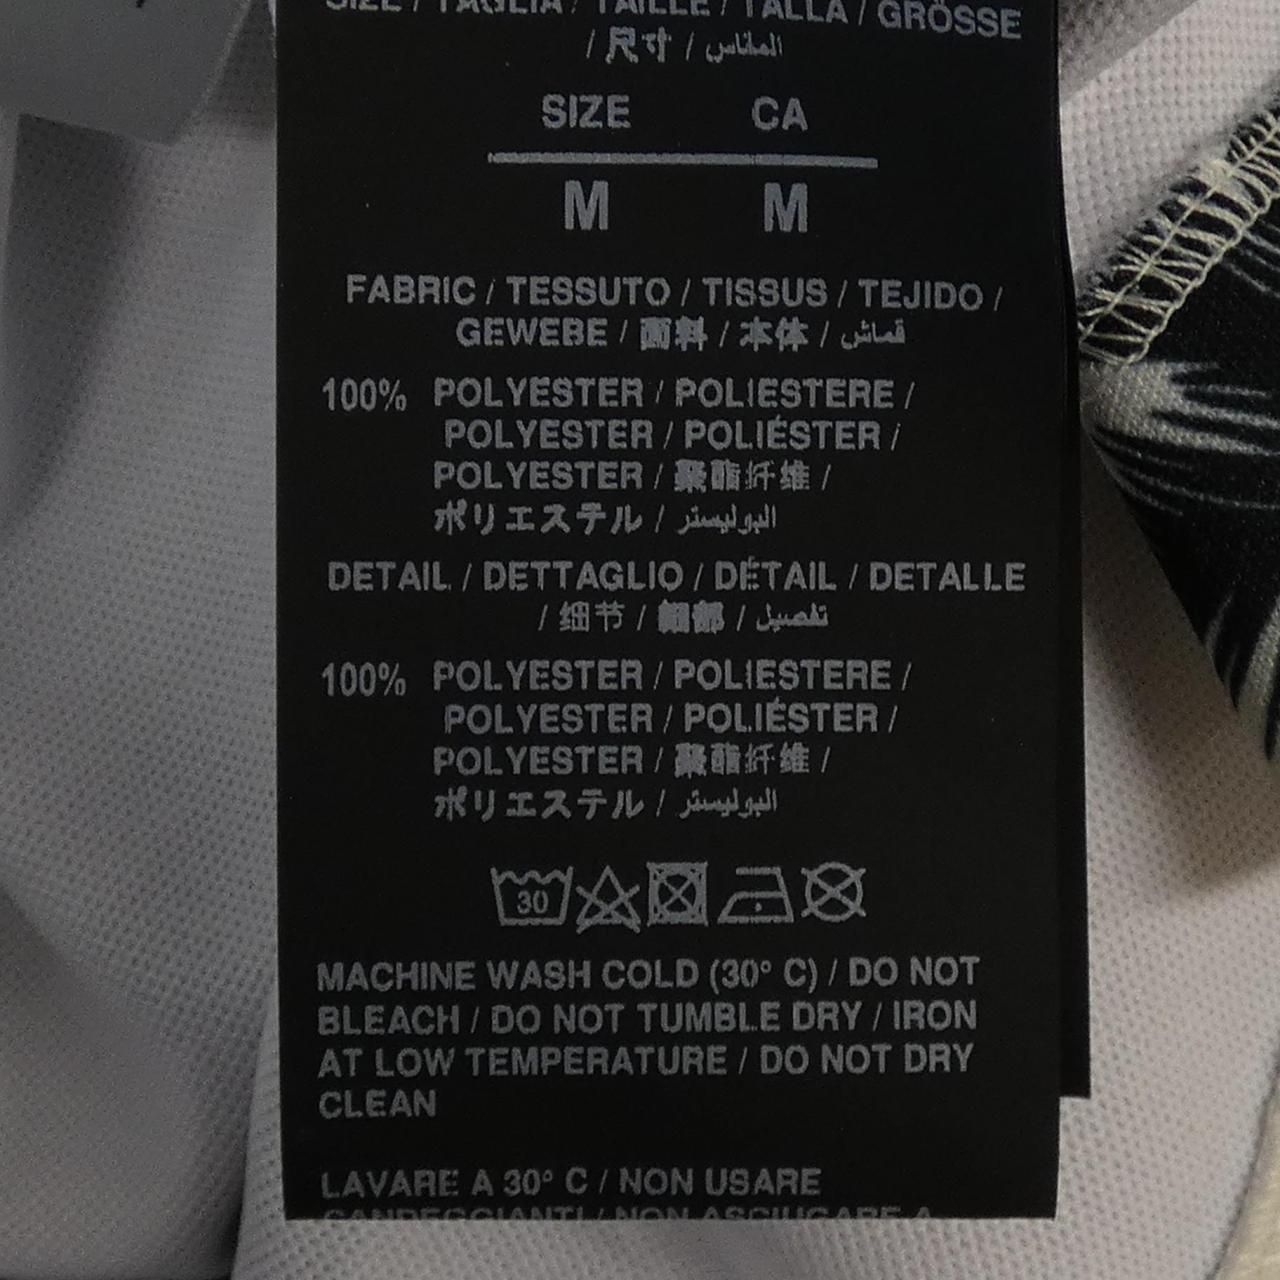 SIZE / TAGLIA / TAILLE / TALLA / GRÖSSE
/ 尺寸 / المقاس
SIZE CA
M M
FABRIC / TESSUTO / TISSUS / TEJIDO /
GEWEBE / 面料 / 本体 / قماش
100% POLYESTER / POLIESTERE /
POLYESTER / POLIÉSTER /
POLYESTER / 聚酯纤维 /
ポリエステル / البوليستر
DETAIL / DETTAGLIO / DÉTAIL / DETALLE
/ 细节 / 細部 / تفصيل
100% POLYESTER / POLIESTERE /
POLYESTER / POLIÉSTER /
POLYESTER / 聚酯纤维 /
ポリエステル / البوليستر
30
MACHINE WASH COLD (30° C) / DO NOT
BLEACH / DO NOT TUMBLE DRY / IRON
AT LOW TEMPERATURE / DO NOT DRY
CLEAN
LAVARE A 30° C / NON USARE
CANDEGGIANTI / NON ASCIUGARE A